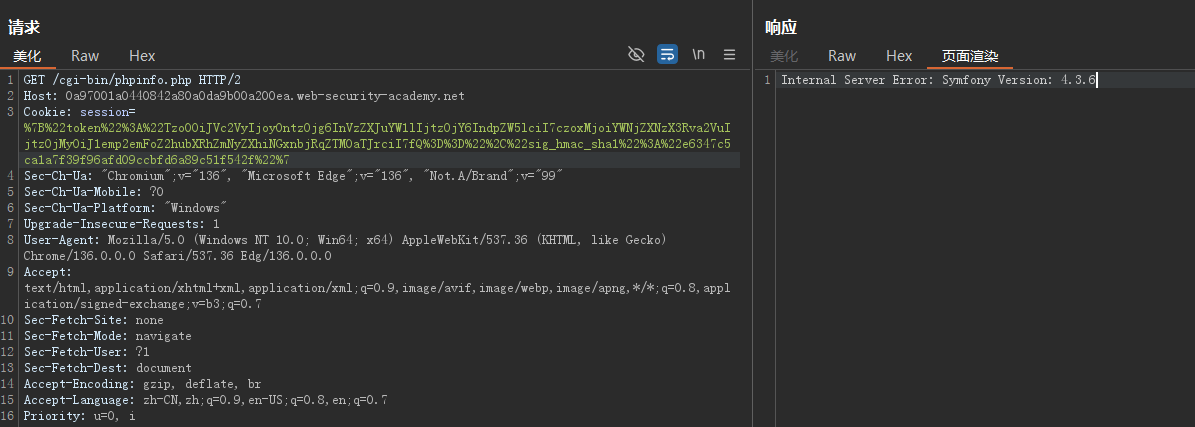 请求
美化 Raw Hex
\n
1 GET /cgi-bin/phpinfo.php HTTP/2
2 Host: 0a97001a0440842a80a0da9b00a200ea.web-security-academy.net
3 Cookie: session=
%7B%22token%22%3A%22Tzo0OiJVc2VyIjoyOntzOjg6InVzZXJuYW1lIjtzOjY6IndpZW5lciI7czoxMjoiYWNjZXNzX3Rva2VuI
jtzOjMyOiJ1emp2emFoZ2hubXRhZmNyZXhiNGxnbjRqZTM0aTJrciI7fQ%3D%3D%22%2C%22sig_hmac_sha1%22%3A%22e6347c5
ca1a7f39f96afd09ccbfd6a89c51f542f%22%7
4 Sec-Ch-Ua: "Chromium";v="136", "Microsoft Edge";v="136", "Not.A/Brand";v="99"
5 Sec-Ch-Ua-Mobile: ?0
6 Sec-Ch-Ua-Platform: "Windows"
7 Upgrade-Insecure-Requests: 1
8 User-Agent: Mozilla/5.0 (Windows NT 10.0; Win64; x64) AppleWebKit/537.36 (KHTML, like Gecko)
Chrome/136.0.0.0 Safari/537.36 Edg/136.0.0.0
9 Accept:
text/html,application/xhtml+xml,application/xml;q=0.9,image/avif,image/webp,image/apng,*/*;q=0.8,appl
ication/signed-exchange;v=b3;q=0.7
10 Sec-Fetch-Site: none
11 Sec-Fetch-Mode: navigate
12 Sec-Fetch-User: ?1
13 Sec-Fetch-Dest: document
14 Accept-Encoding: gzip, deflate, br
15 Accept-Language: zh-CN,zh;q=0.9,en-US;q=0.8,en;q=0.7
16 Priority: u=0, i
响应
美化 Raw Hex 页面渲染
1 Internal Server Error: Symfony Version: 4.3.6